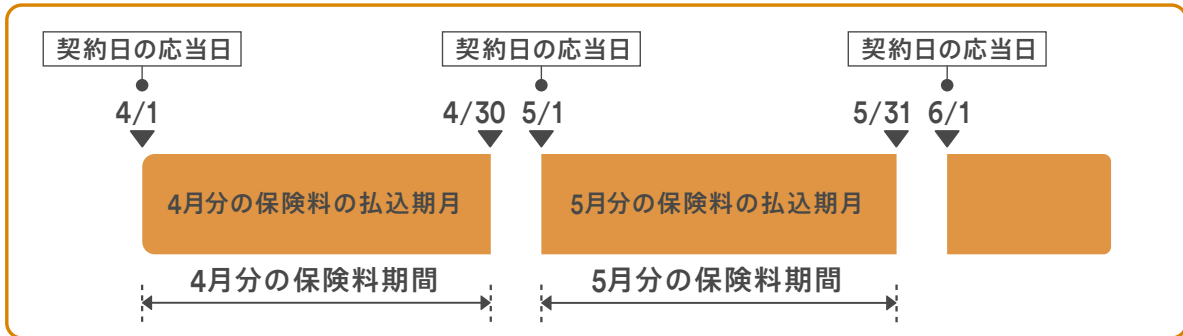 契約日の応当日 契約日の応当日 契約日の応当日
4/1 4/30 5/1 5/31 6/1
4月分の保険料の払込期月 5月分の保険料の払込期月
4月分の保険料期間 5月分の保険料期間